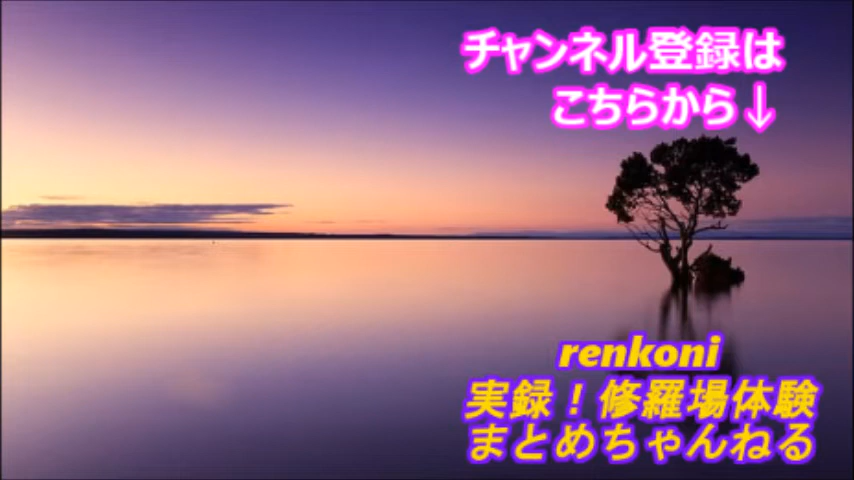 チャンネル登録は
こちらから↓
renkoni
実録！修羅場体験
まとめちゃんねる